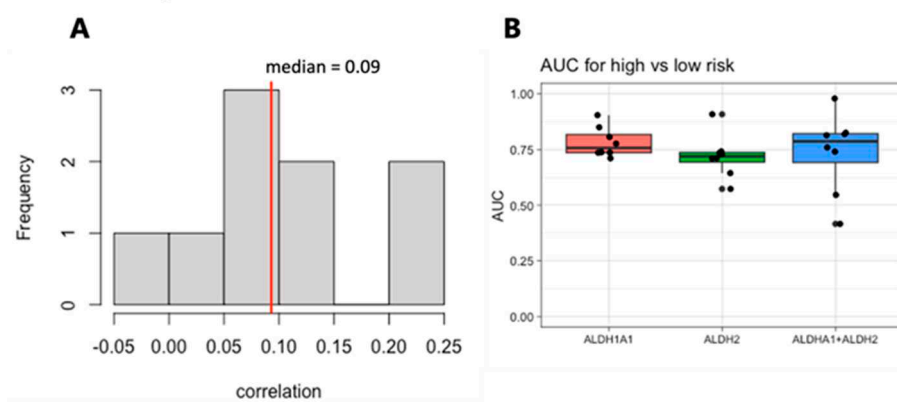 A
median = 0.09
Frequency
3
2
1
0
-0.05 0.00 0.05 0.10 0.15 0.20 0.25
correlation
B
AUC for high vs low risk
AUC
1.00
0.75
0.50
0.25
0.00
ALDH1A1 ALDH2 ALDHA1+ALDH2